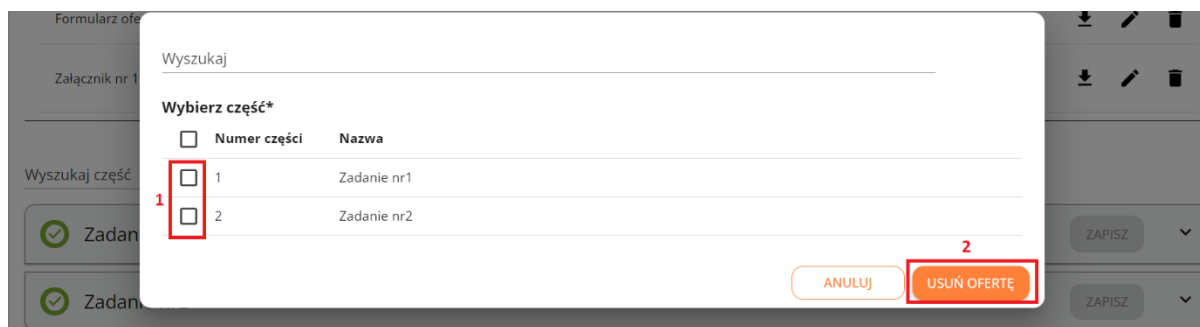 Formularz ofe
Wyszukaj
Załącznik nr 1
Wybierz część*
Numer części Nazwa
Wyszukaj część
1 Zadanie nr1
1
2 Zadanie nr2
Zadan
ZAPISZ
2
ANULUJ USUŃ OFERTĘ
Zadan
ZAPISZ